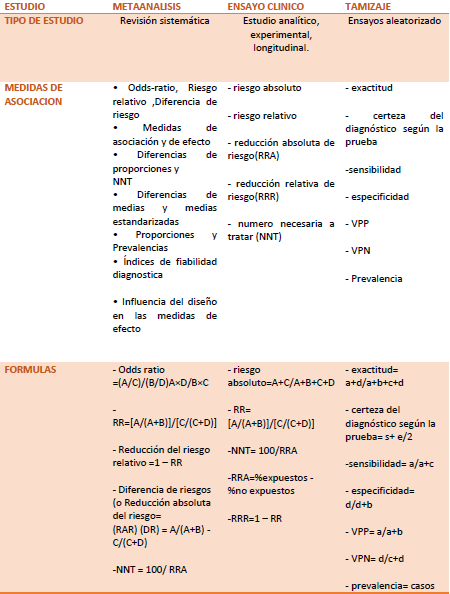 ESTUDIO METAANALISIS ENSAYO CLINICO TAMIZAJE
TIPO DE ESTUDIO
Revisión sistemática
Estudio analítico,
experimental,
longitudinal.
Ensayos aleatorizado
MEDIDAS DE
ASOCIACION
• Odds-ratio, Riesgo
relativo ,Diferencia de
riesgo
• Medidas de
asociación y de efecto
• Diferencias de
proporciones y
NNT
• Diferencias de
medias y medias
estandarizadas
• Proporciones y
Prevalencias
• Índices de fiabilidad
diagnostica
• Influencia del diseño
en las medidas de
efecto
- riesgo absoluto
- riesgo relativo
- reducción absoluta de
riesgo(RRA)
- reducción relativa de
riesgo(RRR)
- numero necesaria a
tratar (NNT)
- exactitud
- certeza del
diagnóstico según la
prueba
-sensibilidad
- especificidad
- VPP
- VPN
- Prevalencia
FORMULAS
- Odds ratio
=(A/C)/(B/D)A×D/B×C
-
RR=[A/(A+B)]/[C/(C+D)]
- Reducción del riesgo
relativo =1 – RR
- Diferencia de riesgos
(o Reducción absoluta
del riesgo=
(RAR) (DR) = A/(A+B) -
C/(C+D)
-NNT = 100/ RRA
- riesgo
absoluto=A+C/A+B+C+D
- RR=
[A/(A+B)]/[C/(C+D)]
-NNT= 100/RRA
-RRA=%expuestos -
%no expuestos
-RRR=1 – RR
- exactitud=
a+d/a+b+c+d
- certeza del
diagnóstico según la
prueba= s+ e/2
-sensibilidad= a/a+c
- especificidad=
d/d+b
- VPP= a/a+b
- VPN= d/c+d
- prevalencia= casos